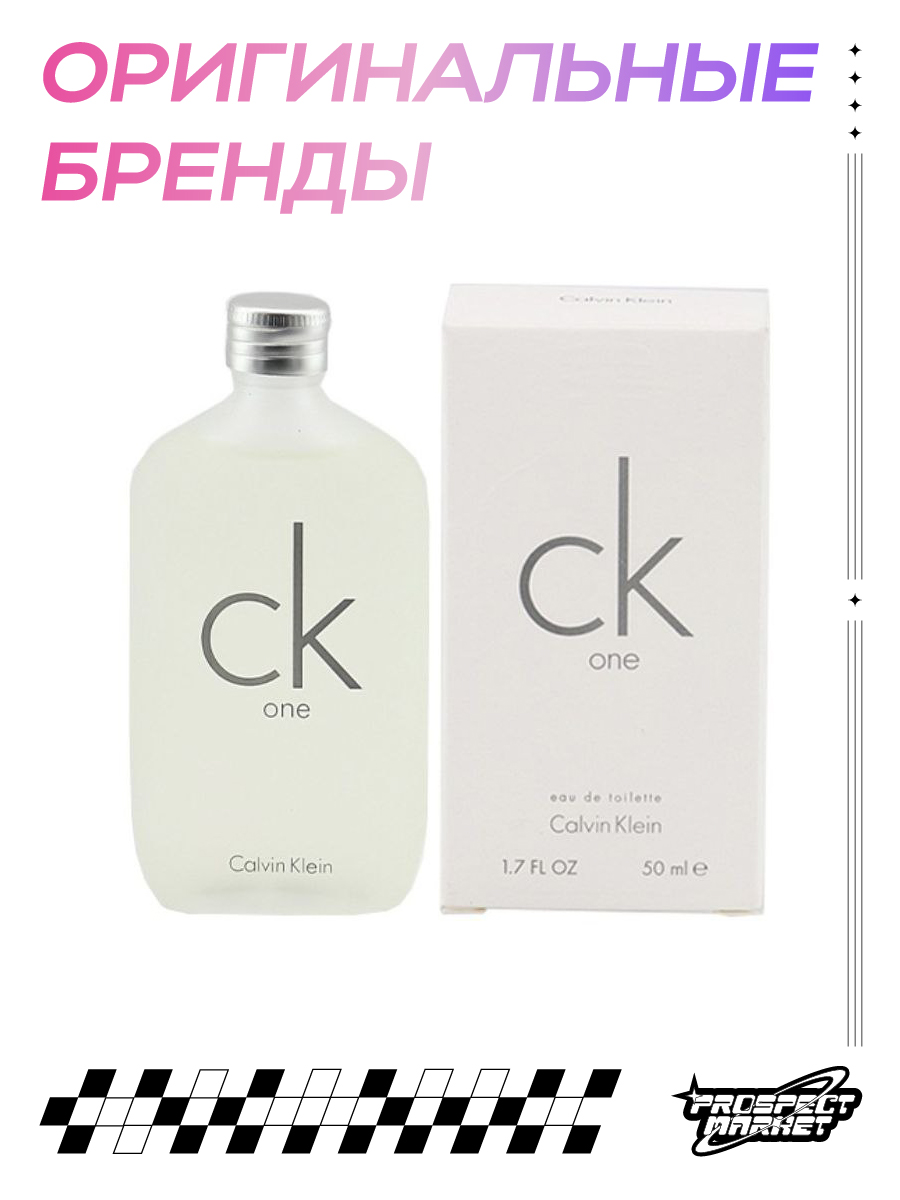 ОРИГИНАЛЬНЫЕ
БРЕНДЫ
Calvin Klein
ck
one
Calvin Klein
ck
one
eau de toilette
Calvin Klein
1.7 FL OZ 50 ml ℮
PROSPECT
MARKET